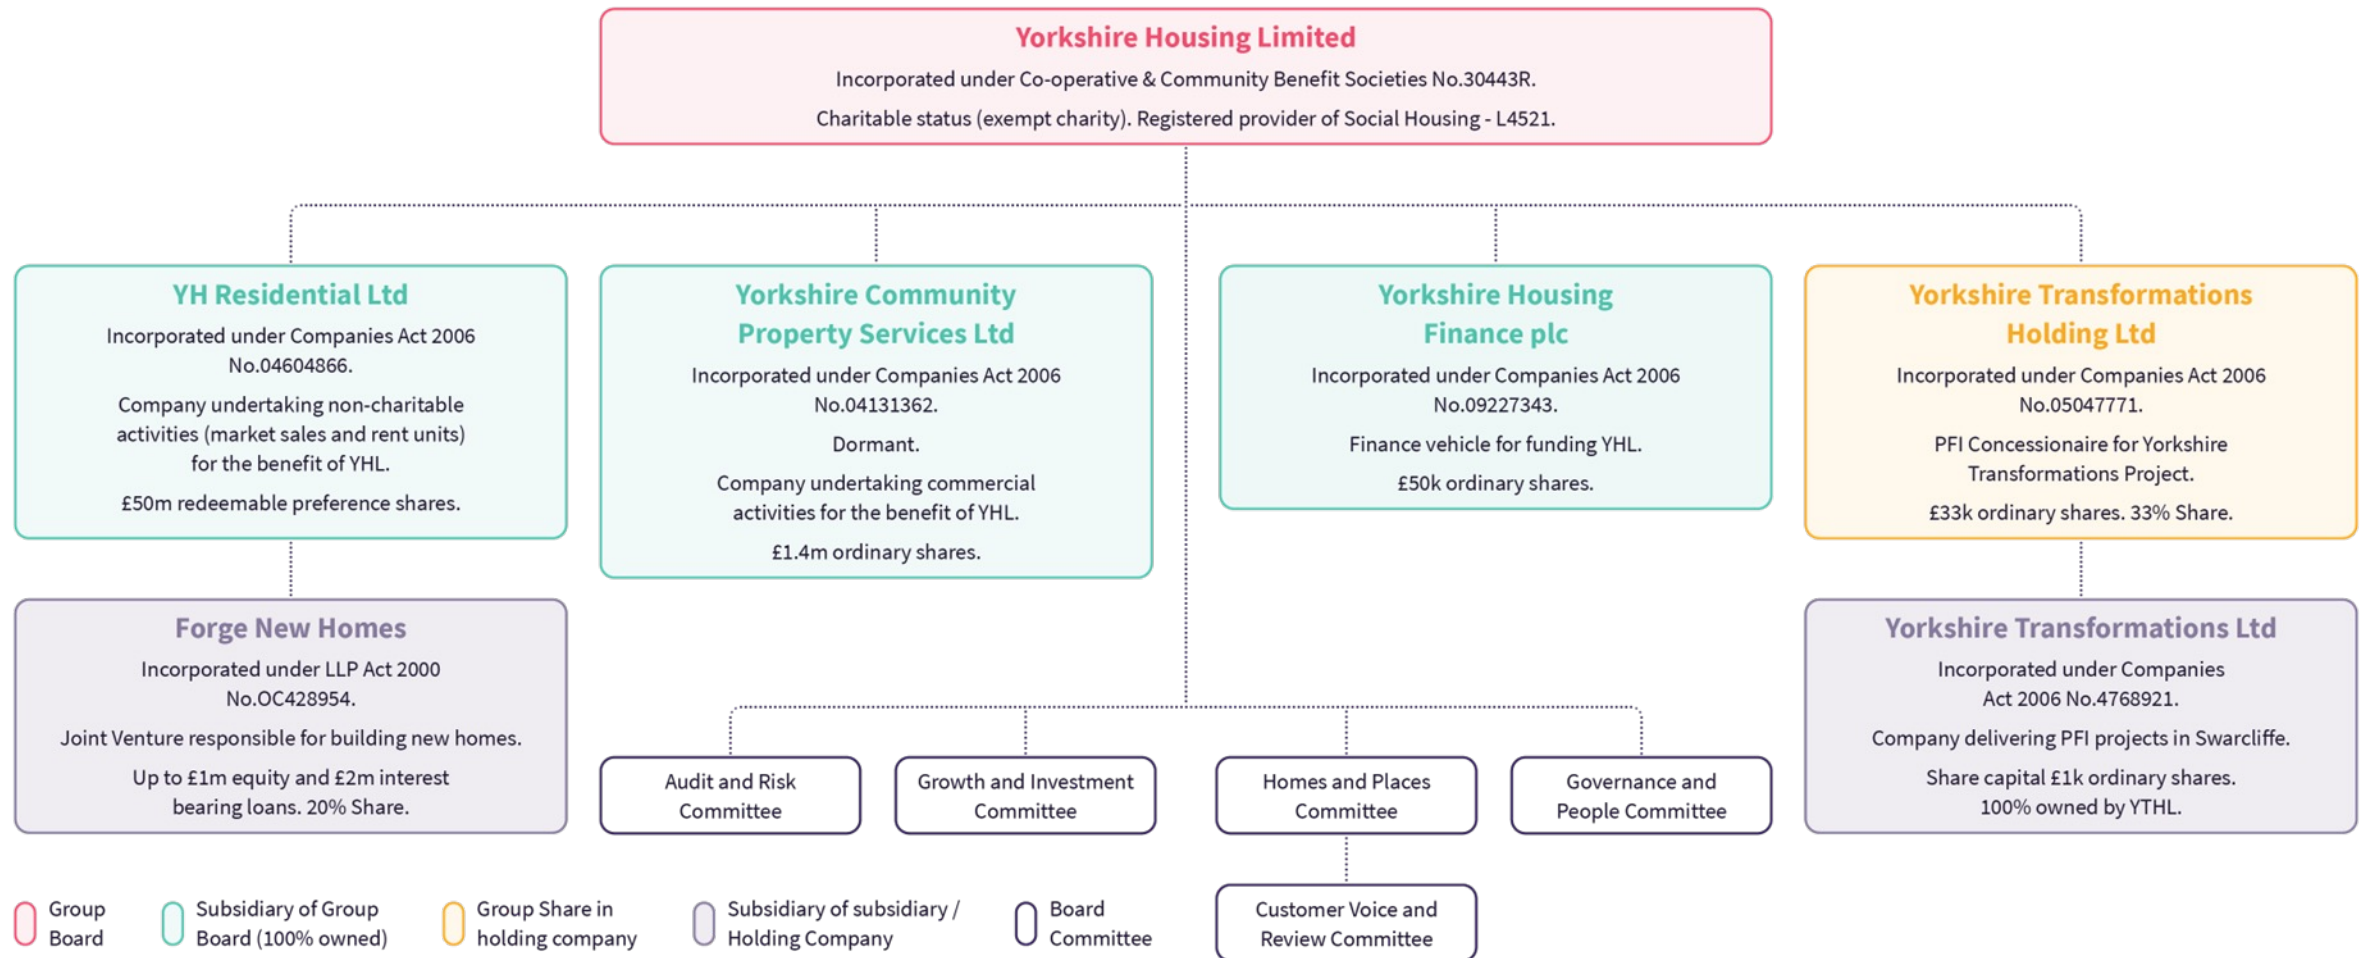 Yorkshire Housing Limited
Incorporated under Co-operative & Community Benefit Societies No.30443R.
Charitable status (exempt charity). Registered provider of Social Housing - L4521.
YH Residential Ltd
Incorporated under Companies Act 2006
No.04604866.
Company undertaking non-charitable
activities (market sales and rent units)
for the benefit of YHL.
£50m redeemable preference shares.
Yorkshire Community
Property Services Ltd
Incorporated under Companies Act 2006
No.04131362.
Dormant.
Company undertaking commercial
activities for the benefit of YHL.
£1.4m ordinary shares.
Yorkshire Housing
Finance plc
Incorporated under Companies Act 2006
No.09227343.
Finance vehicle for funding YHL.
£50k ordinary shares.
Yorkshire Transformations
Holding Ltd
Incorporated under Companies Act 2006
No.05047771.
PFI Concessionaire for Yorkshire
Transformations Project.
£33k ordinary shares. 33% Share.
Forge New Homes
Incorporated under LLP Act 2000
No.OC428954.
Joint Venture responsible for building new homes.
Up to £1m equity and £2m interest
bearing loans. 20% Share.
Yorkshire Transformations Ltd
Incorporated under Companies
Act 2006 No.4768921.
Company delivering PFI projects in Swarcliffe.
Share capital £1k ordinary shares.
100% owned by YTHL.
Audit and Risk
Committee
Growth and Investment
Committee
Homes and Places
Committee
Governance and
People Committee
Customer Voice and
Review Committee
Group
Board
Subsidiary of Group
Board (100% owned)
Group Share in
holding company
Subsidiary of subsidiary /
Holding Company
Board
Committee